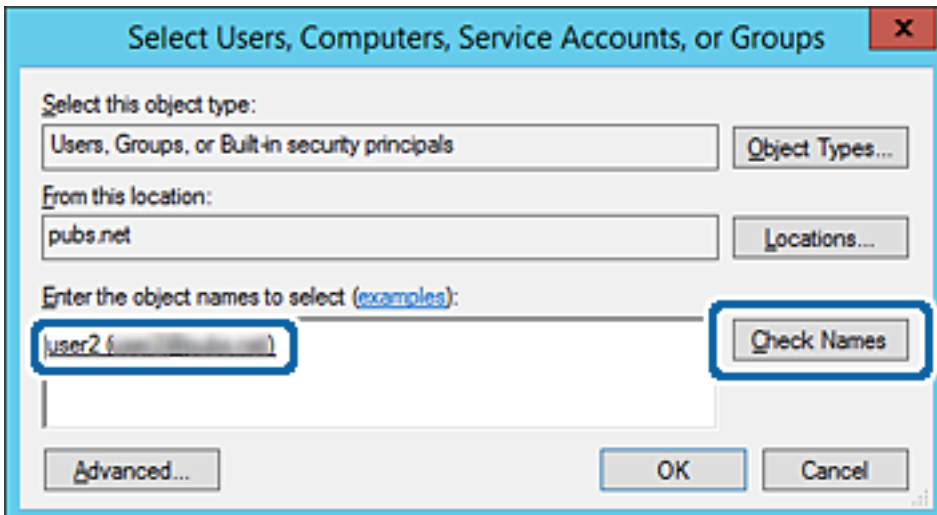 Select Users, Computers, Service Accounts, or Groups
x
Select this object type:
Users, Groups, or Built-in security principals
Object Types...
From this location:
pubs.net
Locations...
Enter the object names to select (examples):
user2 (
)
Check Names
Advanced...
OK
Cancel